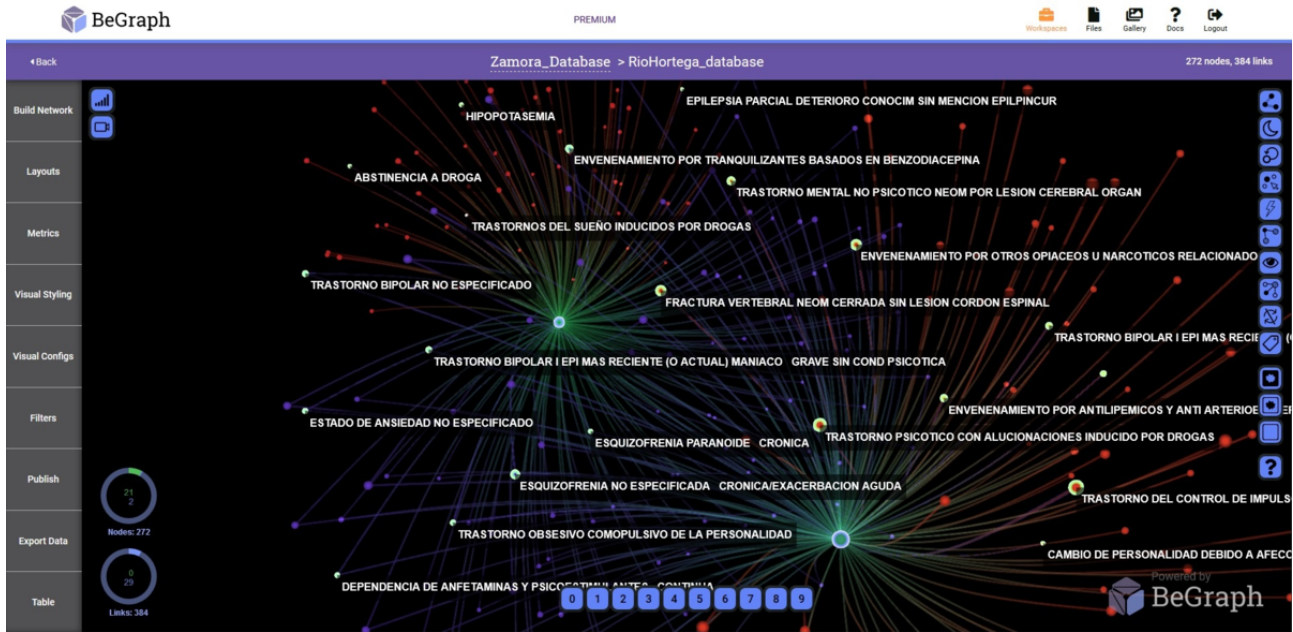 BeGraph
PREMIUM
Workspaces
Files
Gallery
Docs
Logout
Back
Zamora_Database > RioHortega_database
272 nodes, 384 links
Build Network
Layouts
Metrics
Visual Styling
Visual Configs
Filters
Publish
Export Data
Table
EPILEPSIA PARCIAL DETERIORO CONOCIM SIN MENCION EPILPINCUR
HIPOPOTASEMIA
ENVENENAMIENTO POR TRANQUILIZANTES BASADOS EN BENZODIACEPINA
ABSTINENCIA A DROGA
TRASTORNO MENTAL NO PSICOTICO NEOM POR LESION CEREBRAL ORGAN
TRASTORNOS DEL SUEÑO INDUCIDOS POR DROGAS
ENVENENAMIENTO POR OTROS OPIACEOS U NARCOTICOS RELACIONADO
TRASTORNO BIPOLAR NO ESPECIFICADO
FRACTURA VERTEBRAL NEOM CERRADA SIN LESION CORDON ESPINAL
TRASTORNO BIPOLAR I EPI MAS RECIE (
TRASTORNO BIPOLAR I EPI MAS RECIENTE (O ACTUAL) MANIACO GRAVE SIN COND PSICOTICA
ENVENENAMIENTO POR ANTILIPEMICOS Y ANTI ARTERIOE
ESTADO DE ANSIEDAD NO ESPECIFICADO
TRASTORNO PSICOTICO CON ALUCIONACIONES INDUCIDO POR DROGAS
ESQUIZOFRENIA PARANOIDE CRONICA
ESQUIZOFRENIA NO ESPECIFICADA CRONICA/EXACERBACION AGUDA
TRASTORNO DEL CONTROL DE IMPULS
21
2
Nodes: 272
TRASTORNO OBSESIVO COMOPULSIVO DE LA PERSONALIDAD
CAMBIO DE PERSONALIDAD DEBIDO A AFECC
0
29
Links: 384
DEPENDENCIA DE ANFETAMINAS Y PSICOESTIMULANTES CONTINUA
0 1 2 3 4 5 6 7 8 9
Powered by
BeGraph